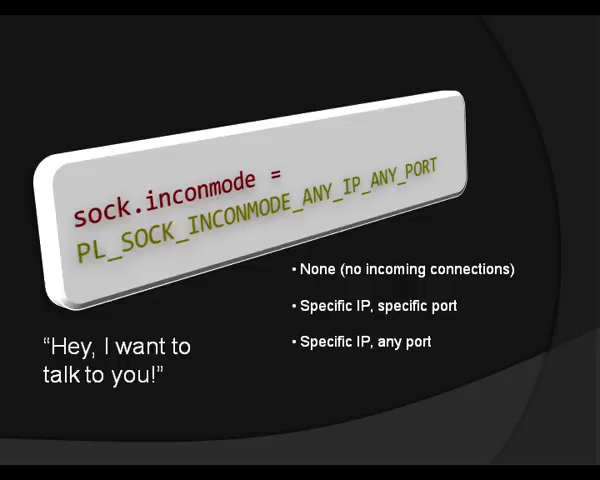 sock.inconmode =
PL_SOCK_INCONMODE_ANY_IP_ANY_PORT
• None (no incoming connections)
• Specific IP, specific port
• Specific IP, any port
“Hey, I want to
talk to you!”